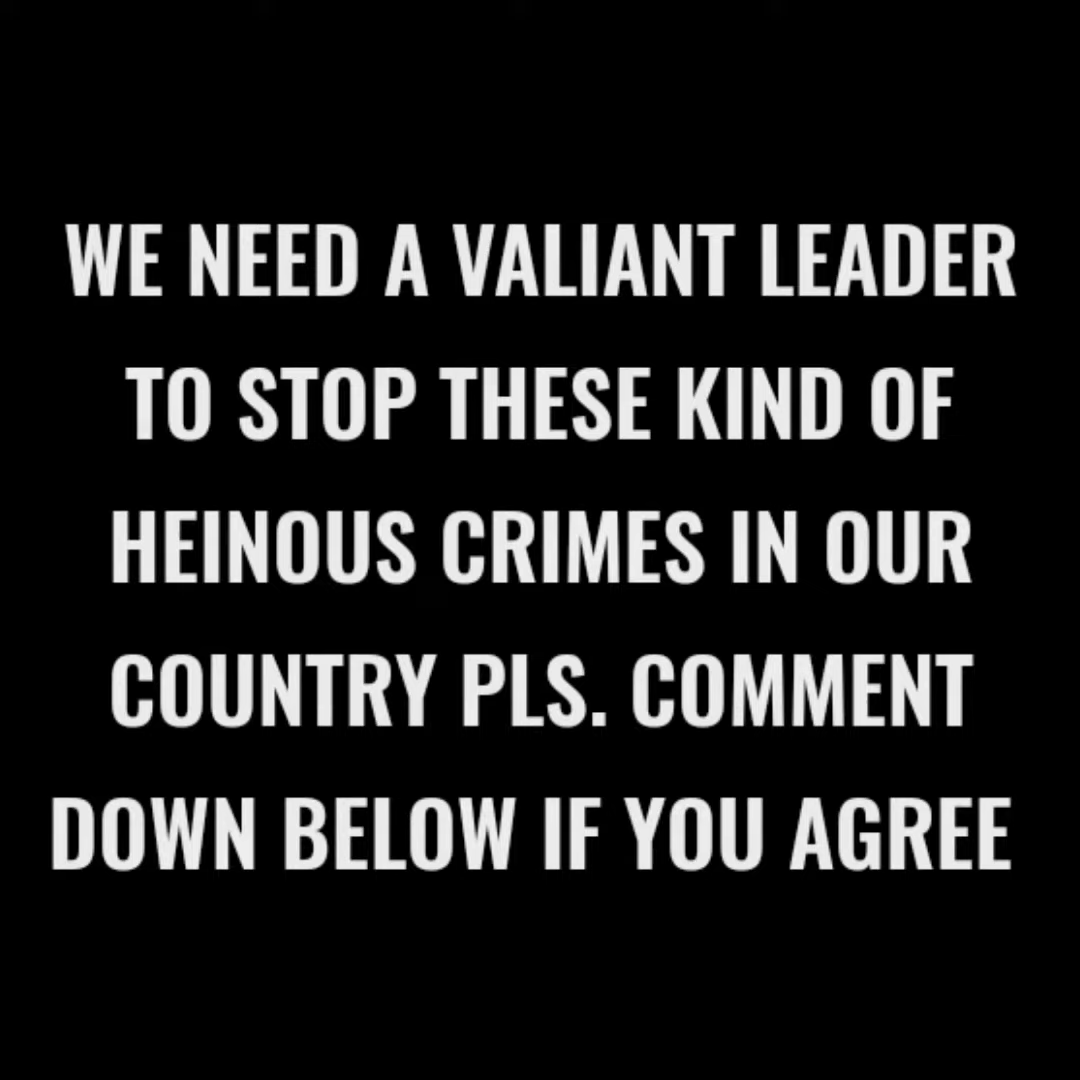 WE NEED A VALIANT LEADER
TO STOP THESE KIND OF
HEINOUS CRIMES IN OUR
COUNTRY PLS. COMMENT
DOWN BELOW IF YOU AGREE